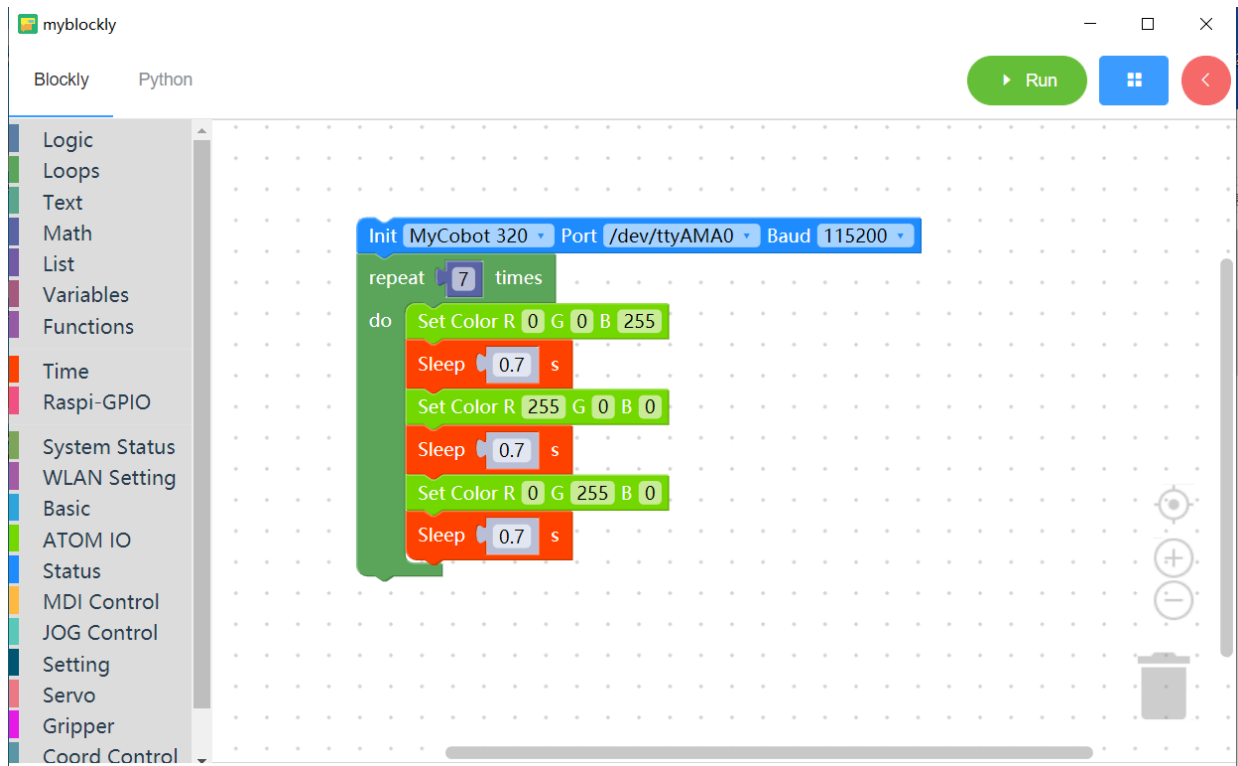 myblockly
Blockly Python
Run
Logic
Loops
Text
Math
List
Variables
Functions
Time
Raspi-GPIO
System Status
WLAN Setting
Basic
ATOM IO
Status
MDI Control
JOG Control
Setting
Servo
Gripper
Coord Control
Init MyCobot 320 Port /dev/ttyAMA0 Baud 115200
repeat 7 times
do Set Color R 0 G 0 B 255
Sleep 0.7 s
Set Color R 255 G 0 B 0
Sleep 0.7 s
Set Color R 0 G 255 B 0
Sleep 0.7 s